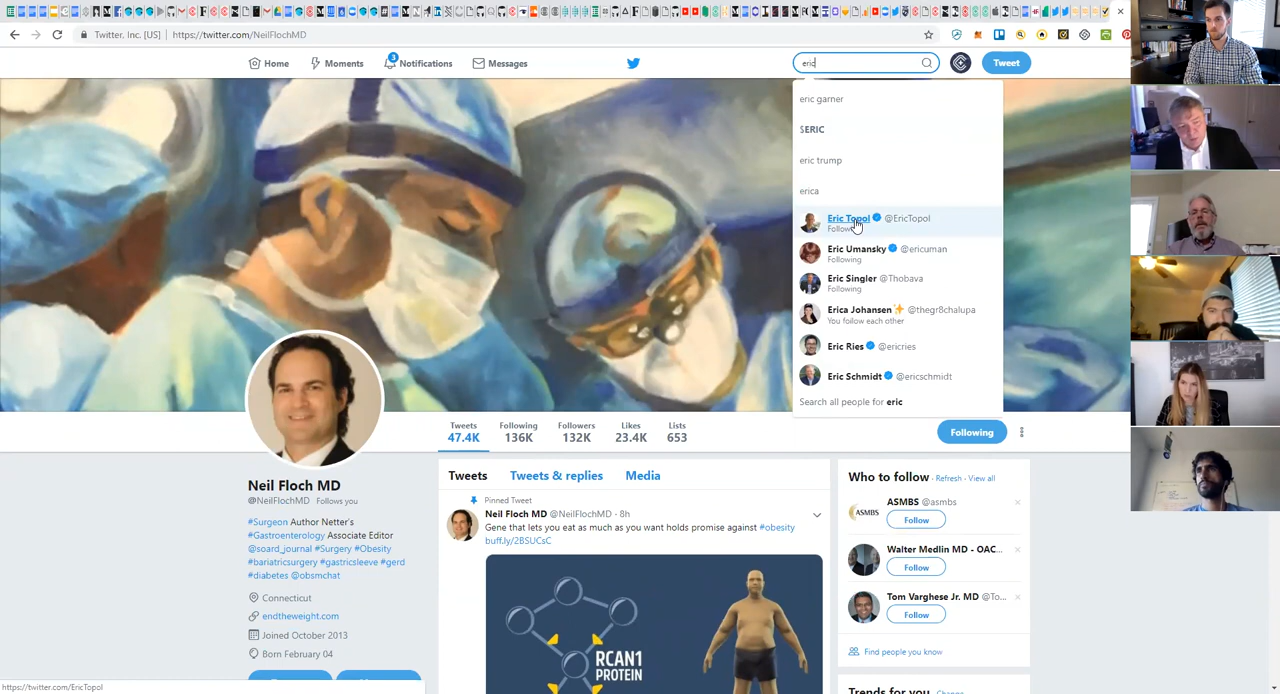 Twitter, Inc. [US]
https://twitter.com/NeilFlochMD
Home
Moments
3
Notifications
Messages
eric
Tweet
eric garner
$ERIC
eric trump
erica
Eric Topol @EricTopol
Following
Eric Umansky @ericuman
Following
Eric Singler @Thobava
Following
Erica Johansen @thegr8chalupa
You follow each other
Eric Ries @ericries
Eric Schmidt @ericschmidt
Search all people for eric
Tweets
47.4K
Following
136K
Followers
132K
Likes
23.4K
Lists
653
Following
Neil Floch MD
@NeilFlochMD Follows you
#Surgeon Author Netter's
#Gastroenterology Associate Editor
@soard_journal #Surgery #Obesity
#bariatricsurgery #gastricsleeve #gerd
#diabetes @obsmchat
Connecticut
endtheweight.com
Joined October 2013
Born February 04
Tweets
Tweets & replies
Media
Pinned Tweet
Neil Floch MD @NeilFlochMD · 8h
Gene that lets you eat as much as you want holds promise against #obesity
buff.ly/2BSUCsC
RCAN1
PROTEIN
Who to follow · Refresh · View all
ASMBS @asmbs
Follow
Walter Medlin MD - OAC...
Follow
Tom Varghese Jr. MD @To...
Follow
Find people you know
Trends for you · Change
https://twitter.com/EricTopol